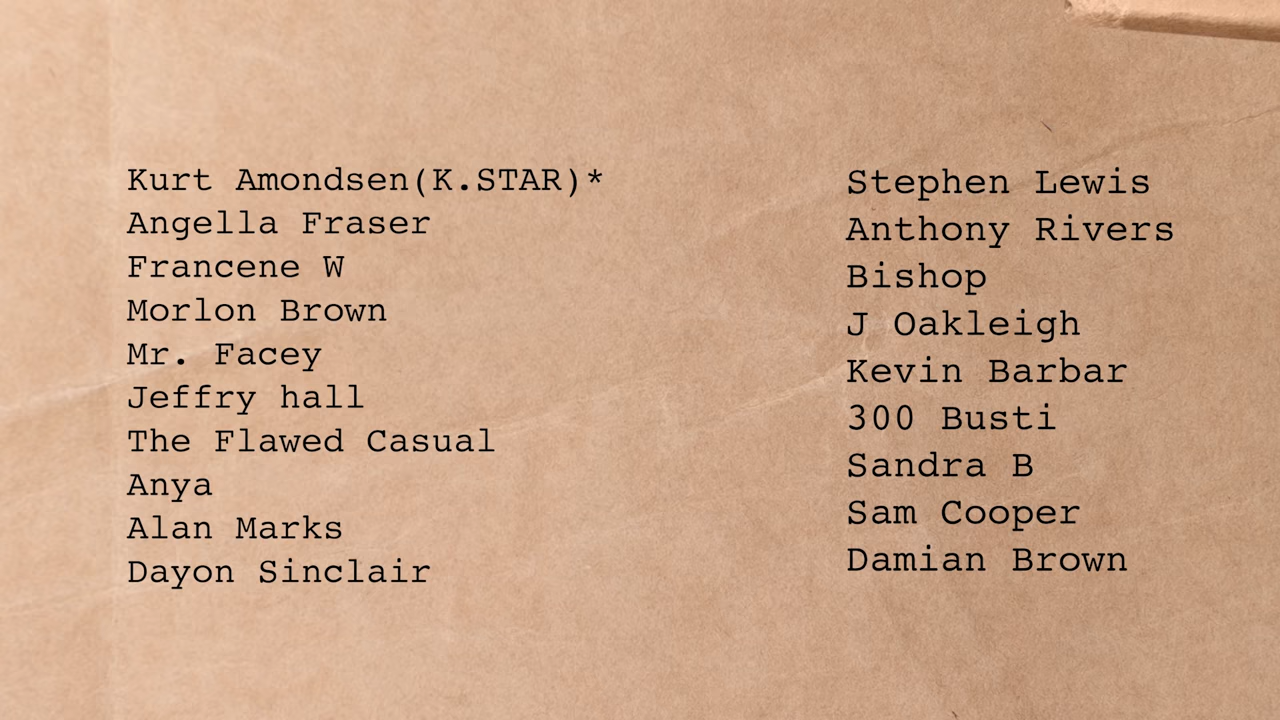 Kurt Amondsen(K.STAR)*
Angella Fraser
Francene W
Morlon Brown
Mr. Facey
Jeffry hall
The Flawed Casual
Anya
Alan Marks
Dayon Sinclair
Stephen Lewis
Anthony Rivers
Bishop
J Oakleigh
Kevin Barbar
300 Busti
Sandra B
Sam Cooper
Damian Brown